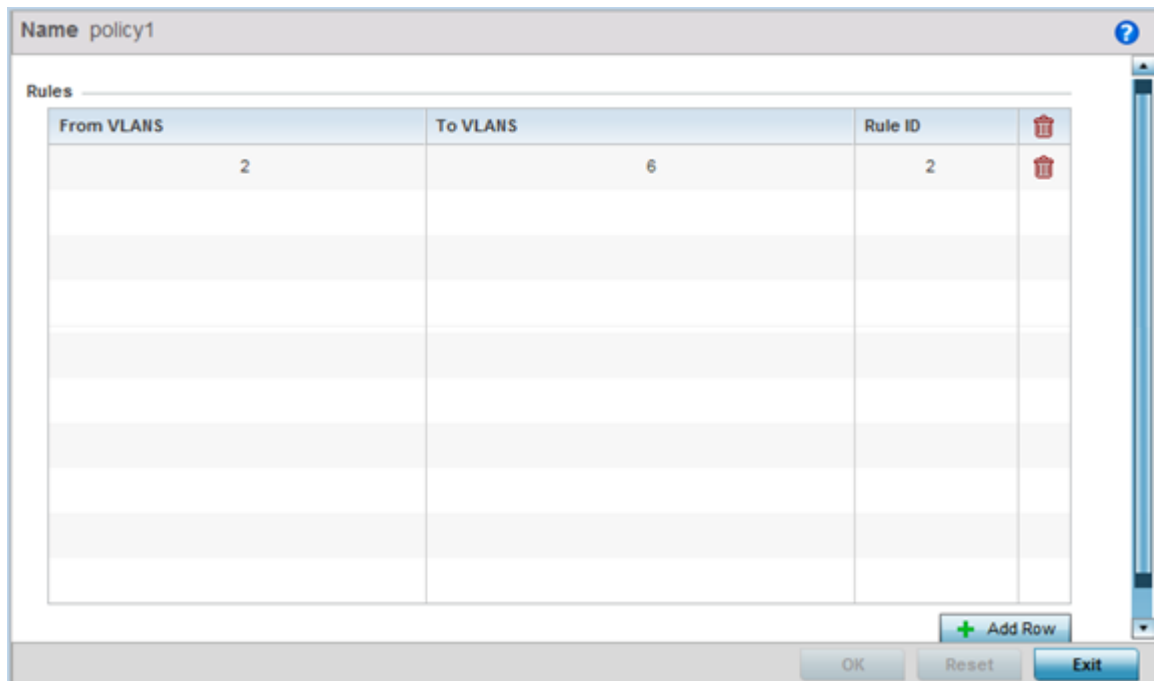 Name policy1
?
Rules
From VLANS To VLANS Rule ID
2 6 2
+ Add Row
OK Reset Exit